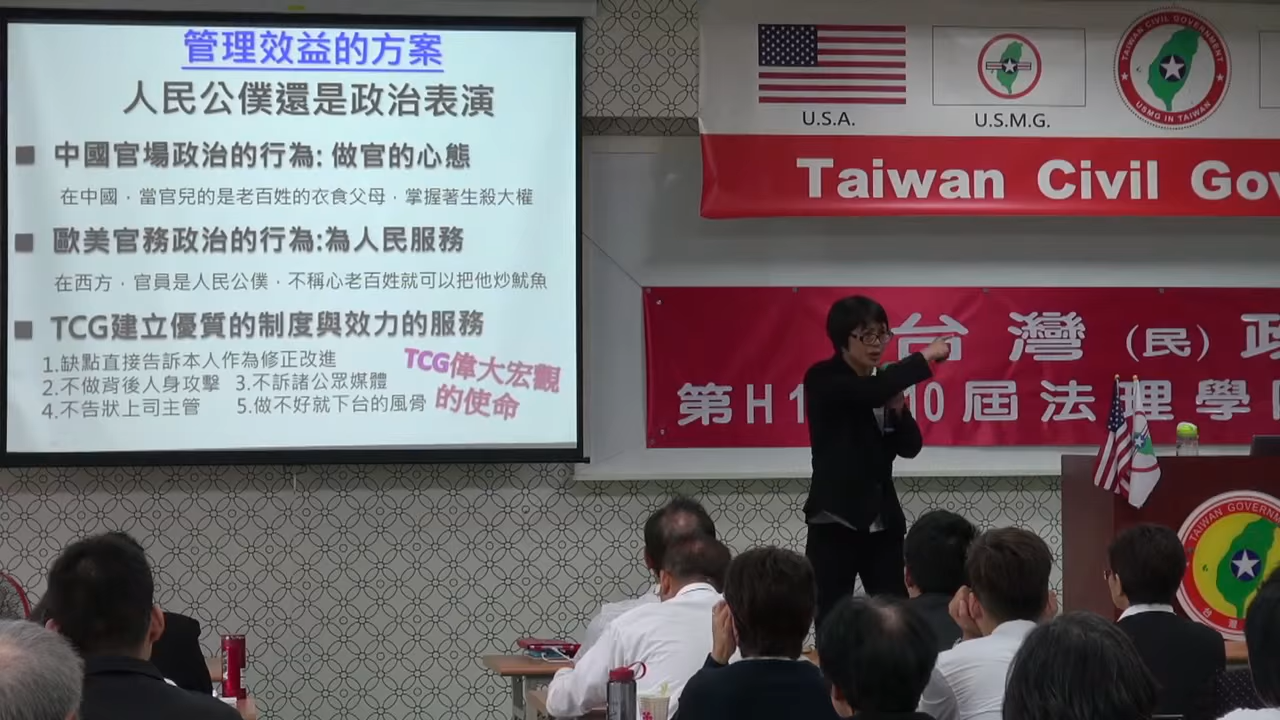 管理效益的方案
人民公僕還是政治表演
中國官場政治的行為: 做官的心態
在中國，當官兒的是老百姓的衣食父母，掌握著生殺大權
歐美官務政治的行為:為人民服務
在西方，官員是人民公僕，不稱心老百姓就可以把他炒魷魚
TCG建立優質的制度與效力的服務
1.缺點直接告訴本人作為修正改進
2.不做背後人身攻擊 3.不訴諸公眾媒體
4.不告狀上司主管 5.做不好就下台的風骨
TCG偉大宏觀
的使命
U.S.A.
U.S.M.G.
TAIWAN CIVIL GOVERNMENT
USMG IN TAIWAN
Taiwan Civil Gov
台灣(民)政
第H1 10屆法理學
TAIWAN GOVERNM